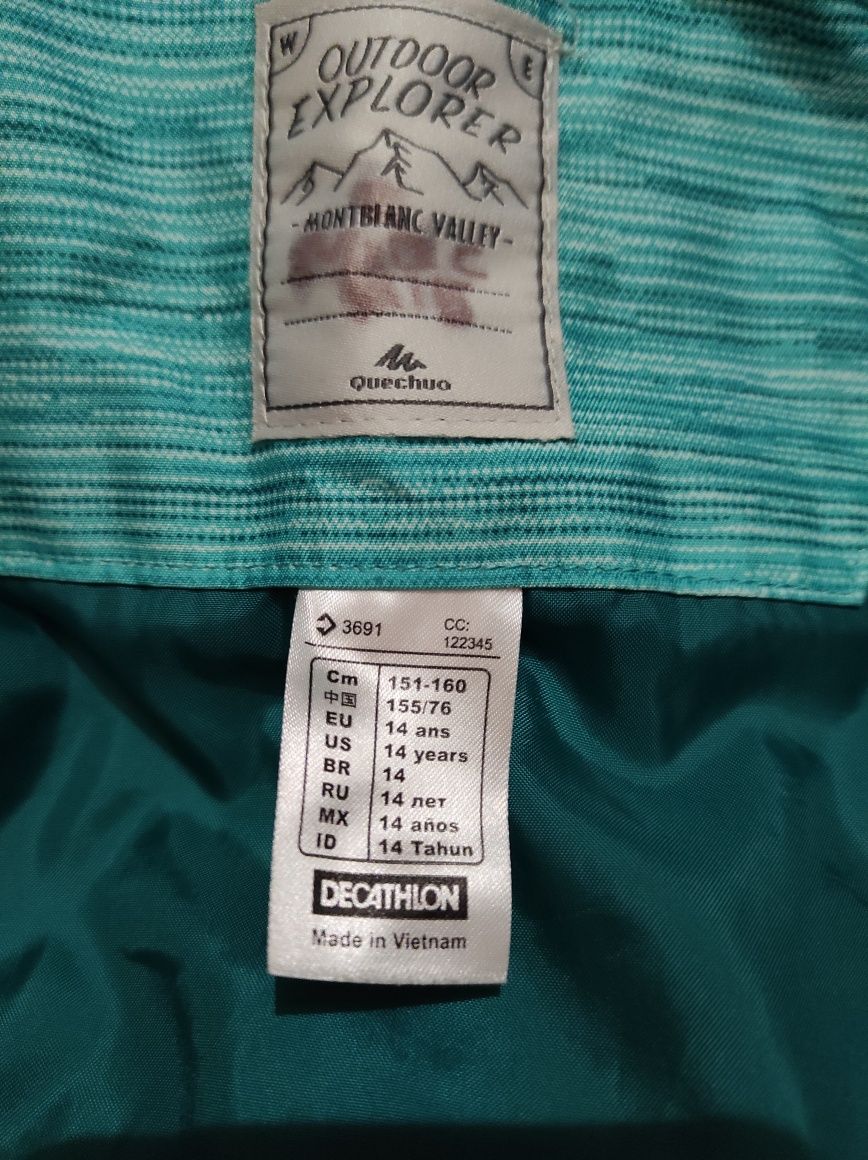 W E
OUTDOOR
EXPLORER
-MONTBLANC VALLEY-
Quechua
3691 CC:
122345
Cm 151-160
中国 155/76
EU 14 ans
US 14 years
BR 14
RU 14 лет
MX 14 años
ID 14 Tahun
DECATHLON
Made in Vietnam